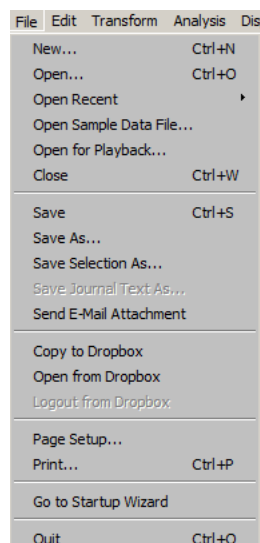 File Edit Transform Analysis Dis
New... Ctrl+N
Open... Ctrl+O
Open Recent
Open Sample Data File...
Open for Playback...
Close Ctrl+W
Save Ctrl+S
Save As...
Save Selection As...
Save Journal Text As...
Send E-Mail Attachment
Copy to Dropbox
Open from Dropbox
Logout from Dropbox
Page Setup...
Print... Ctrl+P
Go to Startup Wizard
Quit Ctrl+Q